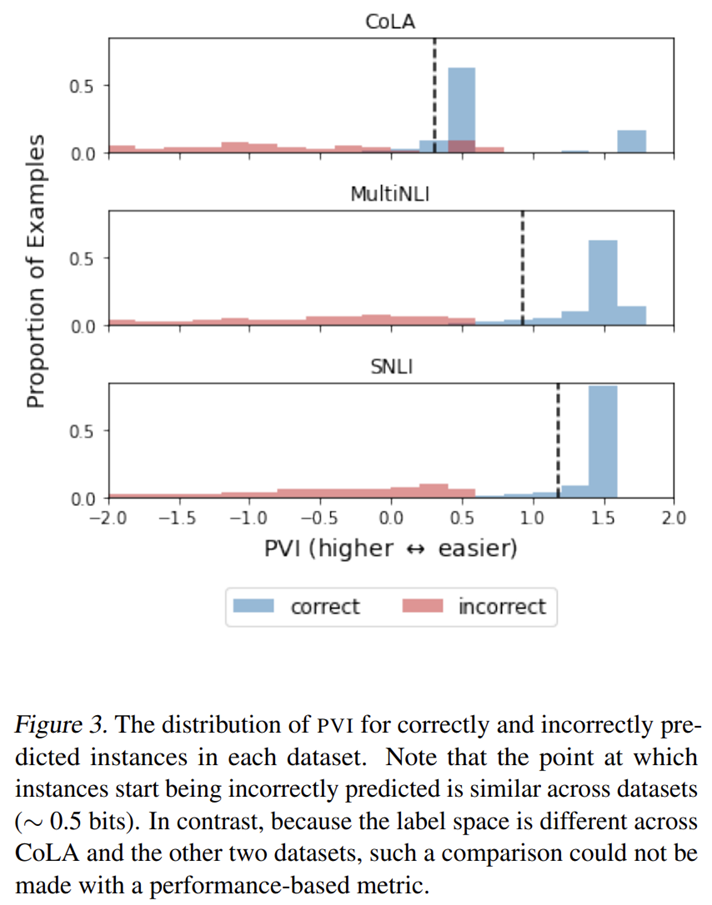 CoLA
0.5
0.0
MultiNLI
0.5
0.0
SNLI
0.5
0.0
Proportion of Examples
−2.0 −1.5 −1.0 −0.5 0.0 0.5 1.0 1.5 2.0
PVI (higher ↔ easier)
correct incorrect
Figure 3. The distribution of PVI for correctly and incorrectly pre-
dicted instances in each dataset. Note that the point at which
instances start being incorrectly predicted is similar across datasets
(∼ 0.5 bits). In contrast, because the label space is different across
CoLA and the other two datasets, such a comparison could not be
made with a performance-based metric.